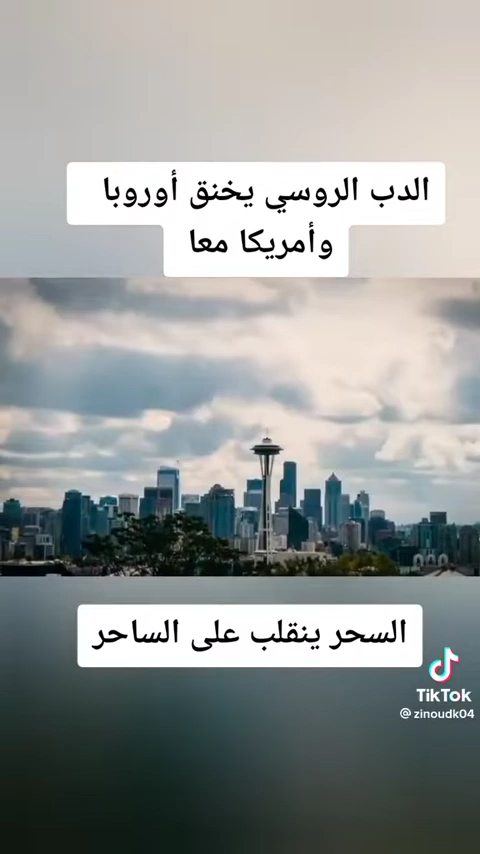 الدب الروسي يخنق أوروبا
وأمريكا معا
السحر ينقلب على الساحر
TikTok
@zinoudk04